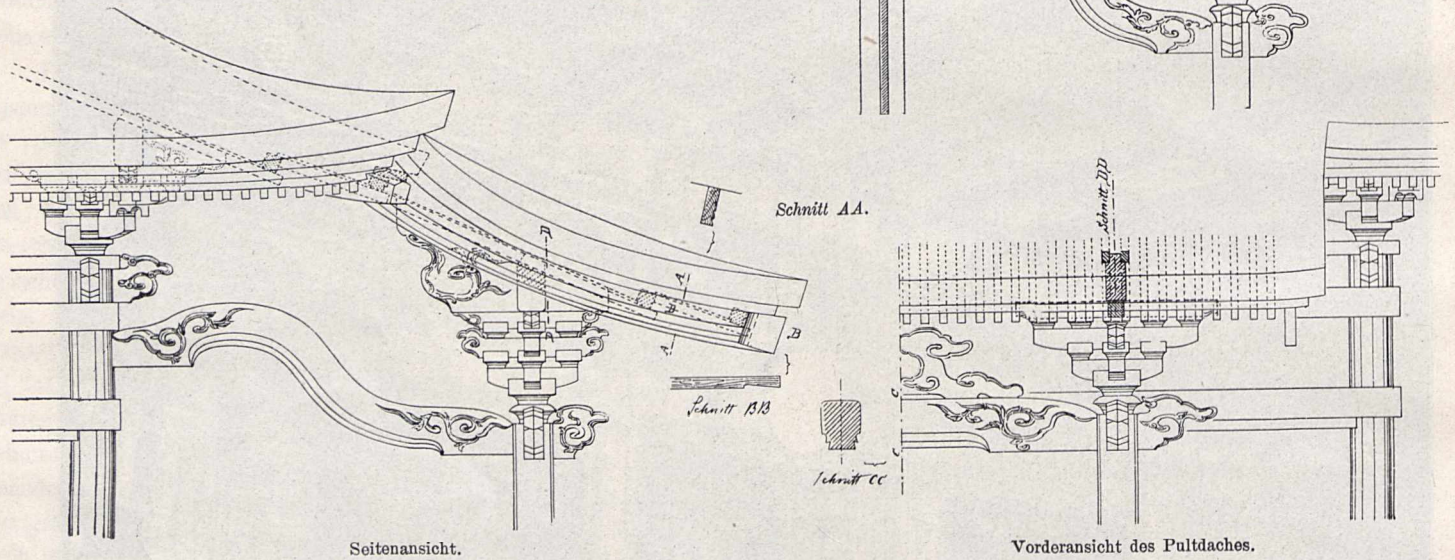 Schnitt DD
Schnitt AA.
D
A
B
A
A
B
Schnitt BB
C
C
Schnitt CC
Seitenansicht.
Vorderansicht des Pultdaches.